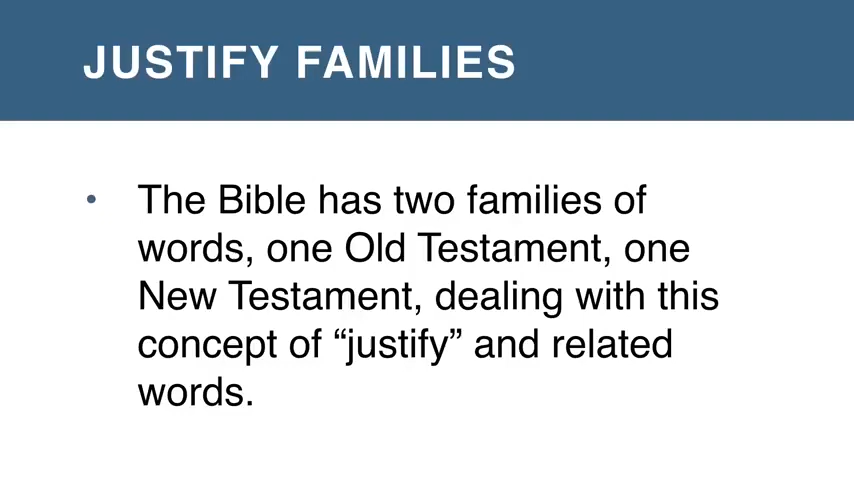 JUSTIFY FAMILIES
• The Bible has two families of
words, one Old Testament, one
New Testament, dealing with this
concept of “justify” and related
words.